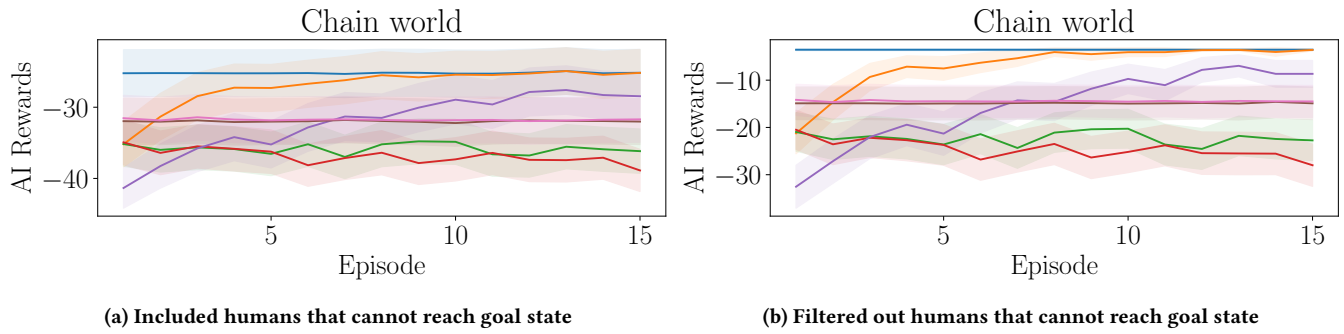 Chain world
AI Rewards
−30
−40
5
10
15
Episode
(a) Included humans that cannot reach goal state
Chain world
AI Rewards
−10
−20
−30
5
10
15
Episode
(b) Filtered out humans that cannot reach goal state